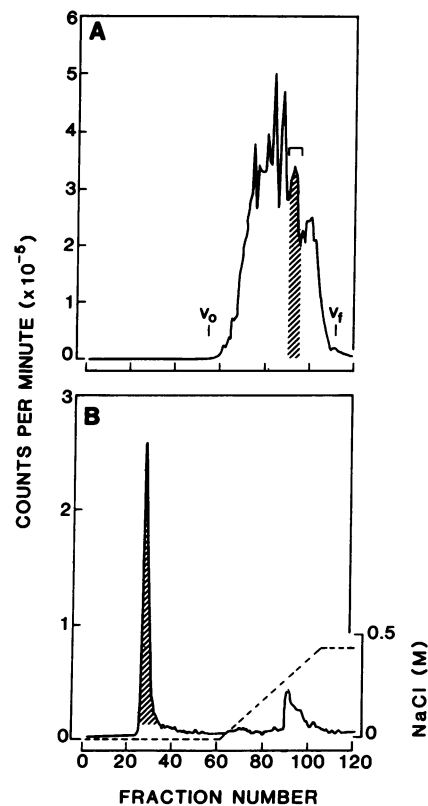 A
6
5
4
3
2
1
0
Vo
Vf
COUNTS PER MINUTE (x10⁻⁵)
B
3
2
1
0
0.5
0
NaCl (M)
0 20 40 60 80 100 120
FRACTION NUMBER